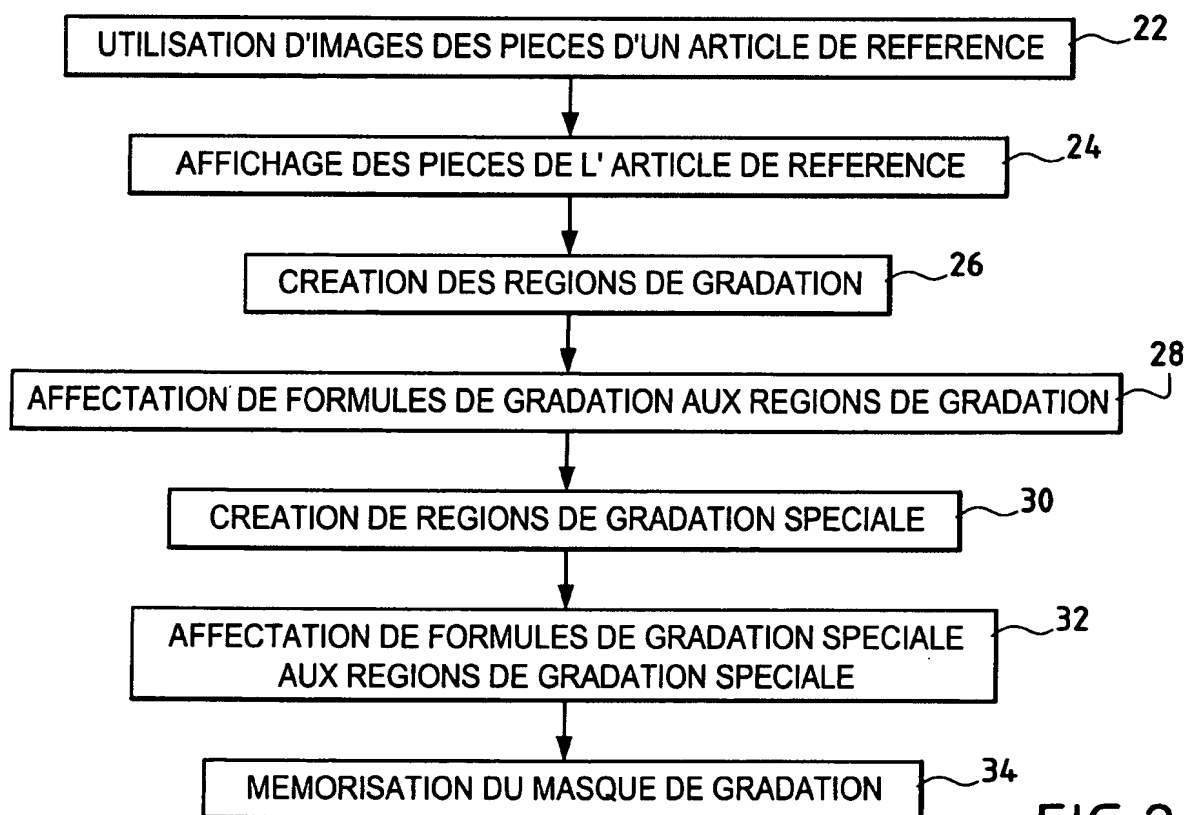 UTILISATION D'IMAGES DES PIECES D'UN ARTICLE DE REFERENCE 22
AFFICHAGE DES PIECES DE L' ARTICLE DE REFERENCE 24
CREATION DES REGIONS DE GRADATION 26
AFFECTATION DE FORMULES DE GRADATION AUX REGIONS DE GRADATION 28
CREATION DE REGIONS DE GRADATION SPECIALE 30
AFFECTATION DE FORMULES DE GRADATION SPECIALE 32
AUX REGIONS DE GRADATION SPECIALE
MEMORISATION DU MASQUE DE GRADATION 34